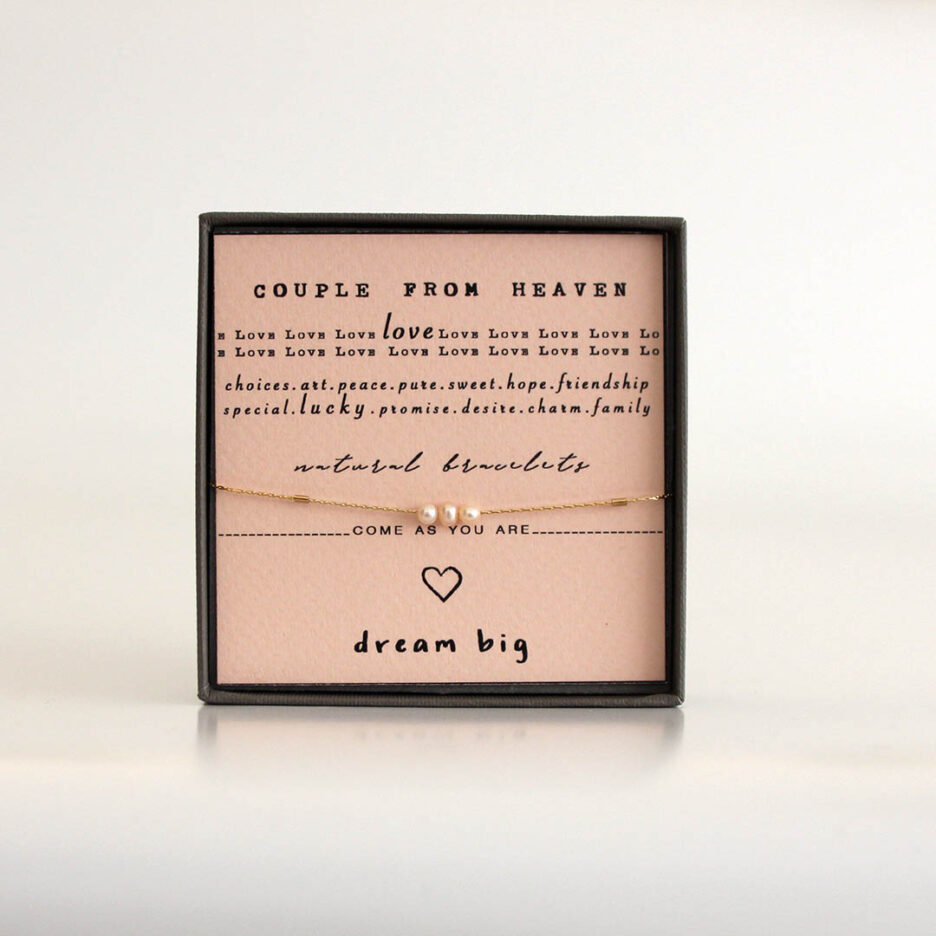 COUPLE FROM HEAVEN
E LOVE LOVE LOVE love LOVE LOVE LOVE LOVE LO
E LOVE LOVE LOVE LOVE LOVE LOVE LOVE LOVE LO
choices.art.peace.pure.sweet.hope.friendship
special.lucky.promise.desire.charm.family
natural bracelets
COME AS YOU ARE
dream big